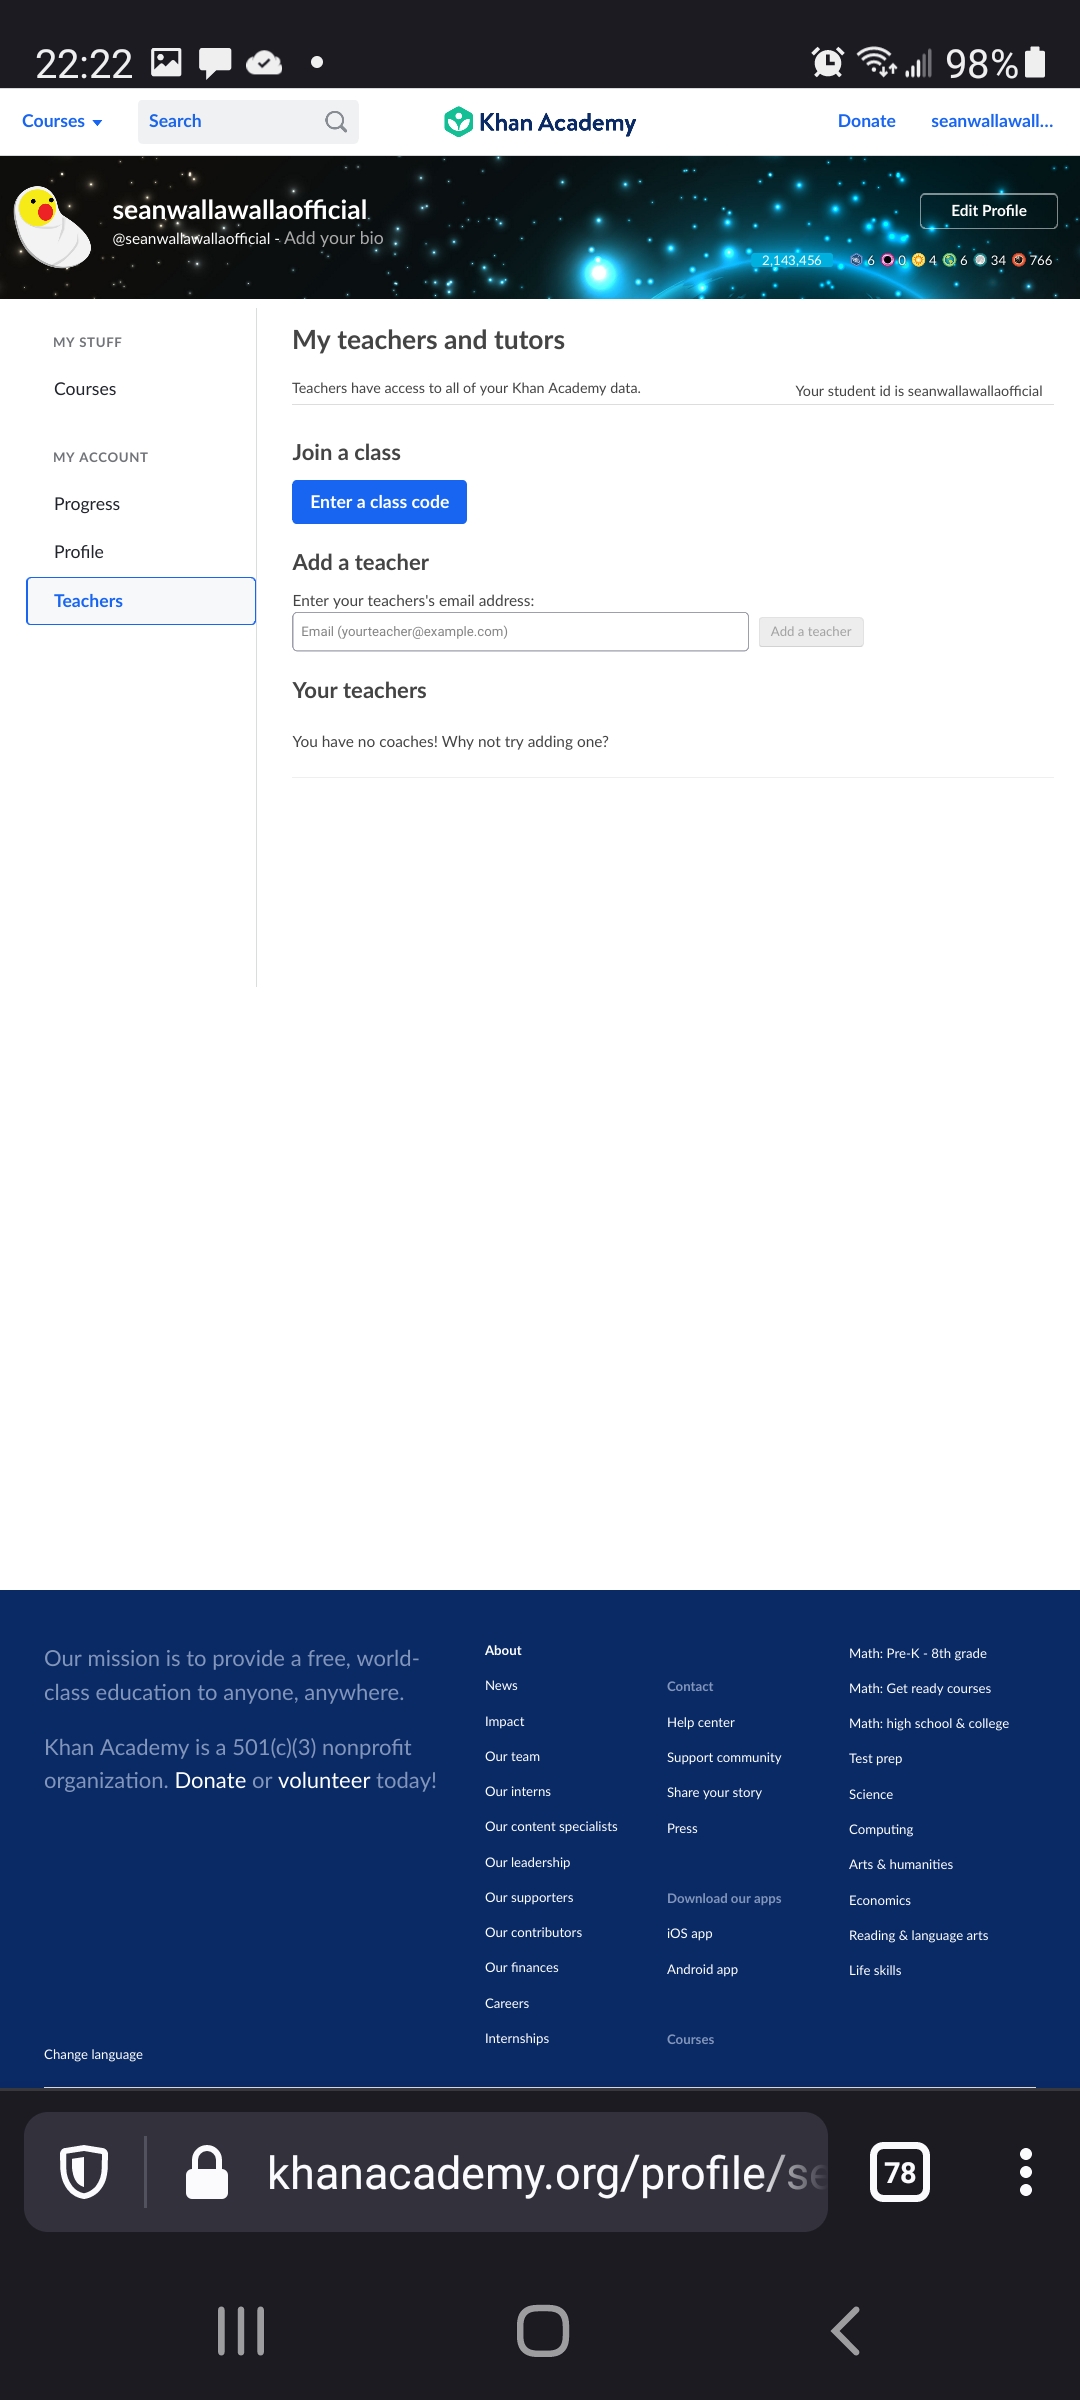 22:22
98%
Courses
Search
Khan Academy
Donate
seanwallawall...
seanwallawallaofficial
@seanwallawallaofficial - Add your bio
Edit Profile
2,143,456
6
0
4
6
34
766
MY STUFF
Courses
MY ACCOUNT
Progress
Profile
Teachers
My teachers and tutors
Teachers have access to all of your Khan Academy data.
Your student id is seanwallawallaofficial
Join a class
Enter a class code
Add a teacher
Enter your teachers's email address:
Email (yourteacher@example.com)
Add a teacher
Your teachers
You have no coaches! Why not try adding one?
Our mission is to provide a free, world-
class education to anyone, anywhere.
Khan Academy is a 501(c)(3) nonprofit
organization. Donate or volunteer today!
Change language
About
News
Impact
Our team
Our interns
Our content specialists
Our leadership
Our supporters
Our contributors
Our finances
Careers
Internships
Contact
Help center
Support community
Share your story
Press
Download our apps
iOS app
Android app
Courses
Math: Pre-K - 8th grade
Math: Get ready courses
Math: high school & college
Test prep
Science
Computing
Arts & humanities
Economics
Reading & language arts
Life skills
khanacademy.org/profile/se
78